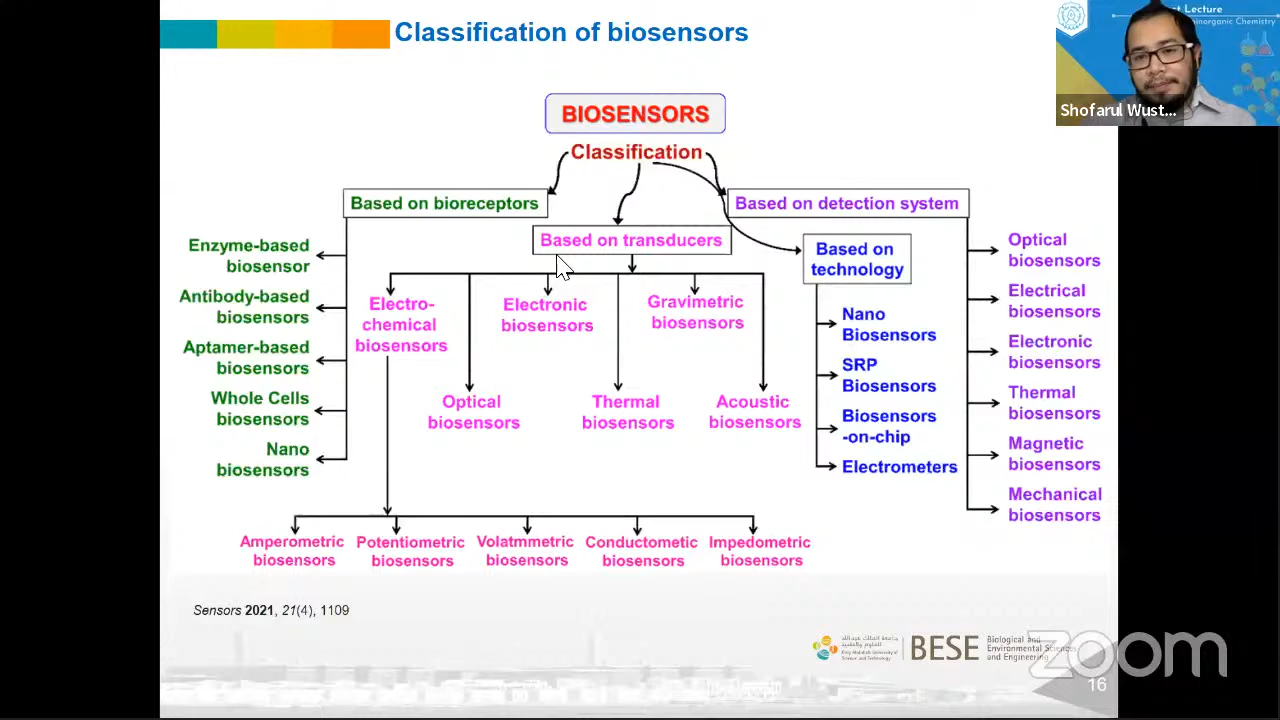 Classification of biosensors
BIOSENSORS
Classification
Based on bioreceptors
Enzyme-based
biosensor
Antibody-based
biosensors
Aptamer-based
biosensors
Whole Cells
biosensors
Nano
biosensors
Based on transducers
Electro-
chemical
biosensors
Optical
biosensors
Electronic
biosensors
Thermal
biosensors
Gravimetric
biosensors
Acoustic
biosensors
Amperometric
biosensors
Potentiometric
biosensors
Volatmmetric
biosensors
Conductometic
biosensors
Impedometric
biosensors
Based on
technology
Nano
Biosensors
SRP
Biosensors
Biosensors
-on-chip
Electrometers
Based on detection system
Optical
biosensors
Electrical
biosensors
Electronic
biosensors
Thermal
biosensors
Magnetic
biosensors
Mechanical
biosensors
Sensors 2021, 21(4), 1109
BESE
Biological and
Environmental Sciences
and Engineering
zoom
16
Lecture
inorganic Chemistry
Shofarul Wust...